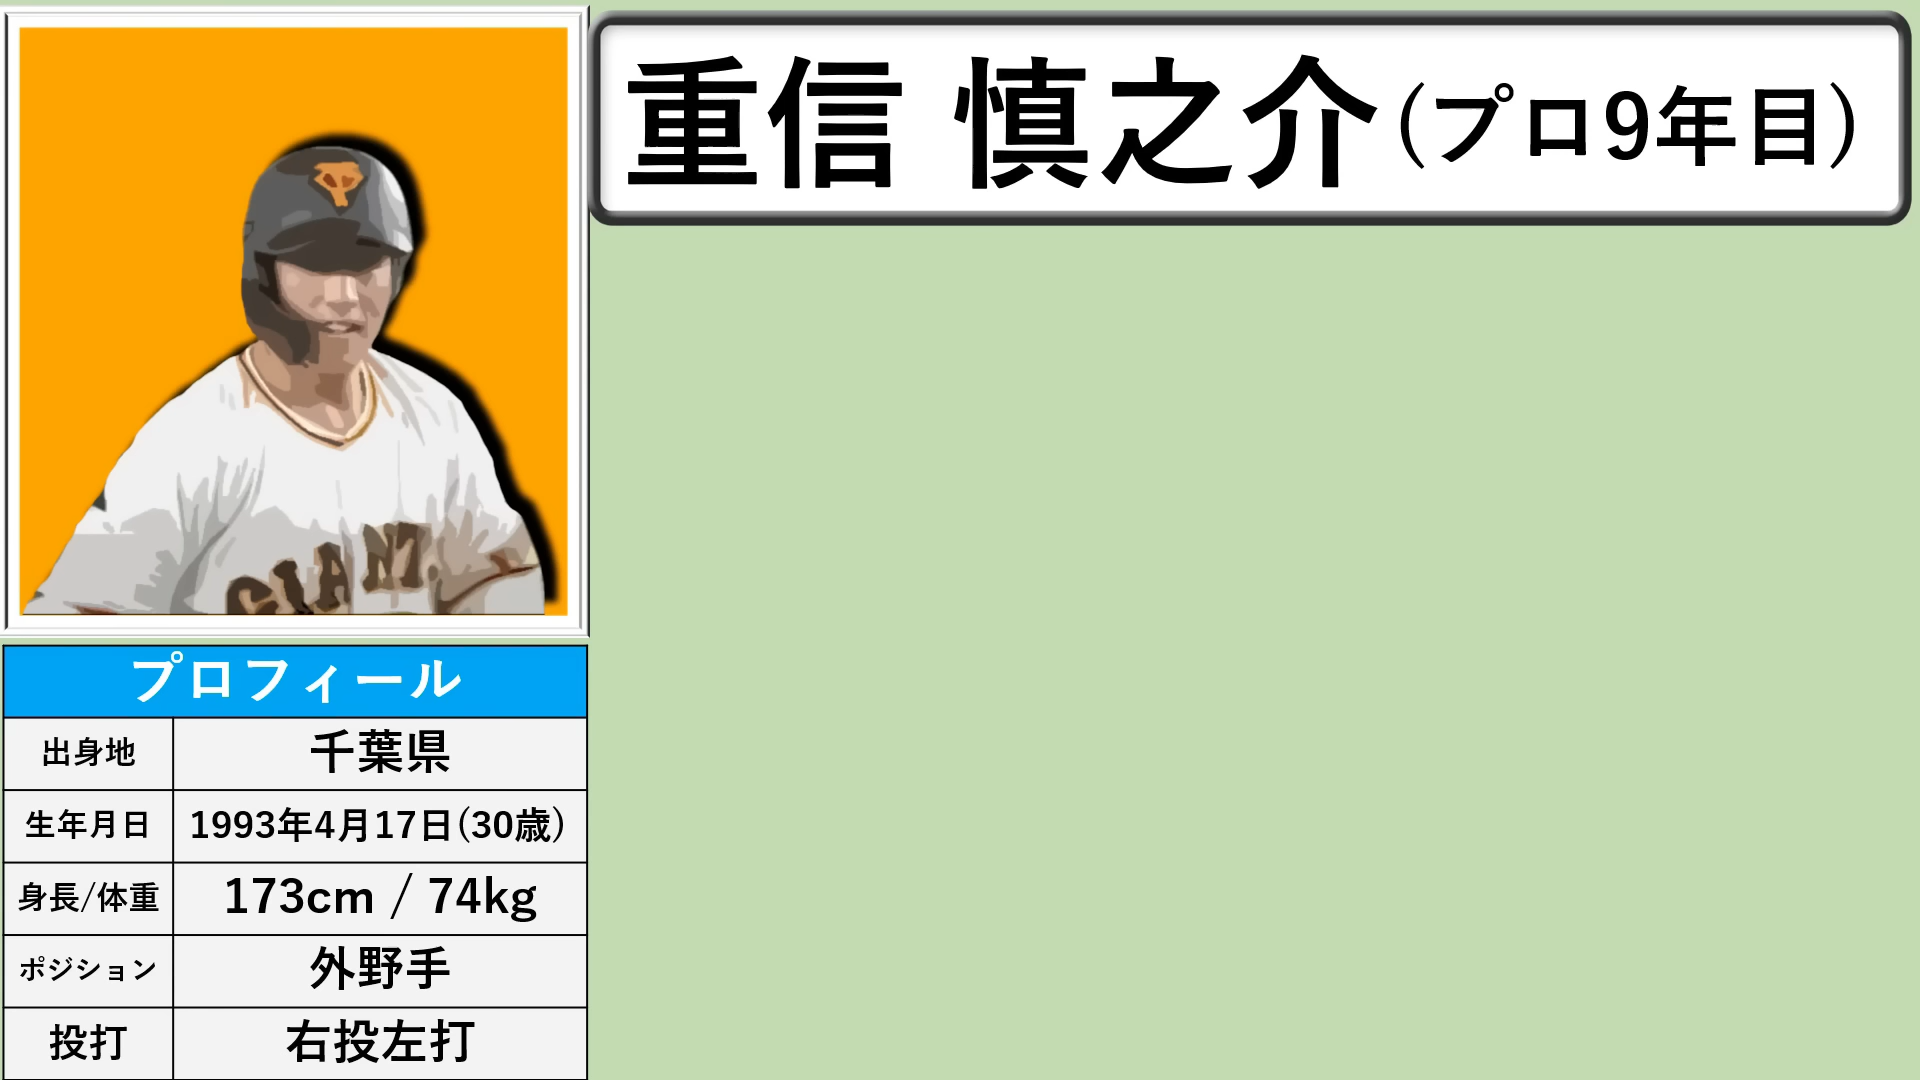 重信 慎之介(プロ9年目)
GIANT
プロフィール
出身地 千葉県
生年月日 1993年4月17日(30歳)
身長/体重 173cm / 74kg
ポジション 外野手
投打 右投左打